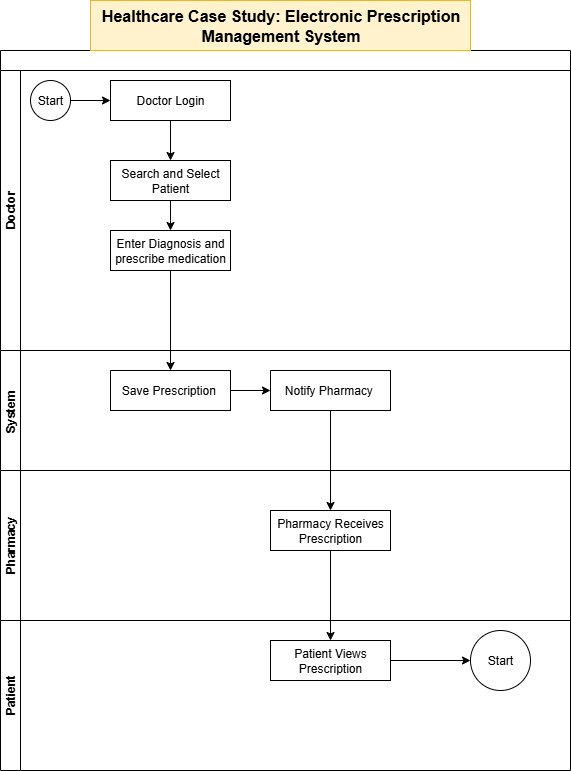 Healthcare Case Study: Electronic Prescription
Management System
Doctor
Start
Doctor Login
Search and Select
Patient
Enter Diagnosis and
prescribe medication
System
Save Prescription
Notify Pharmacy
Pharmacy
Pharmacy Receives
Prescription
Patient
Patient Views
Prescription
Start